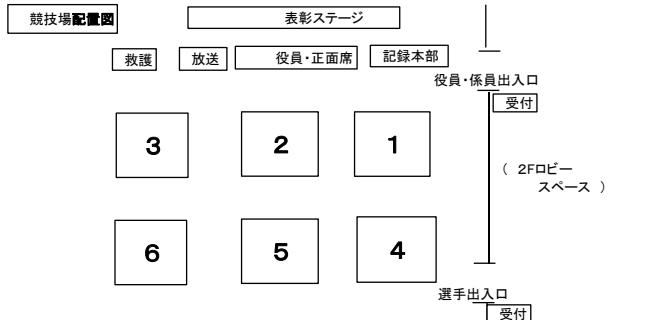 競技場配置図
表彰ステージ
救護
放送
役員・正面席
記録本部
役員・係員出入口
受付
3
2
1
( 2Fロビー
スペース )
6
5
4
選手出入口
受付